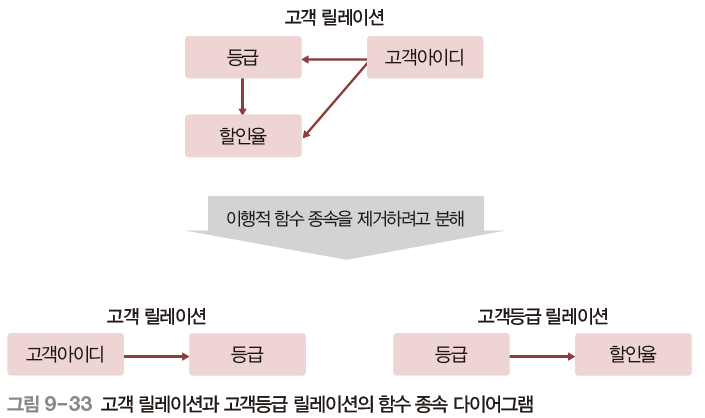 고객 릴레이션
등급
고객아이디
할인율
이행적 함수 종속을 제거하려고 분해
고객 릴레이션
고객아이디
등급
고객등급 릴레이션
등급
할인율
그림 9-33 고객 릴레이션과 고객등급 릴레이션의 함수 종속 다이어그램